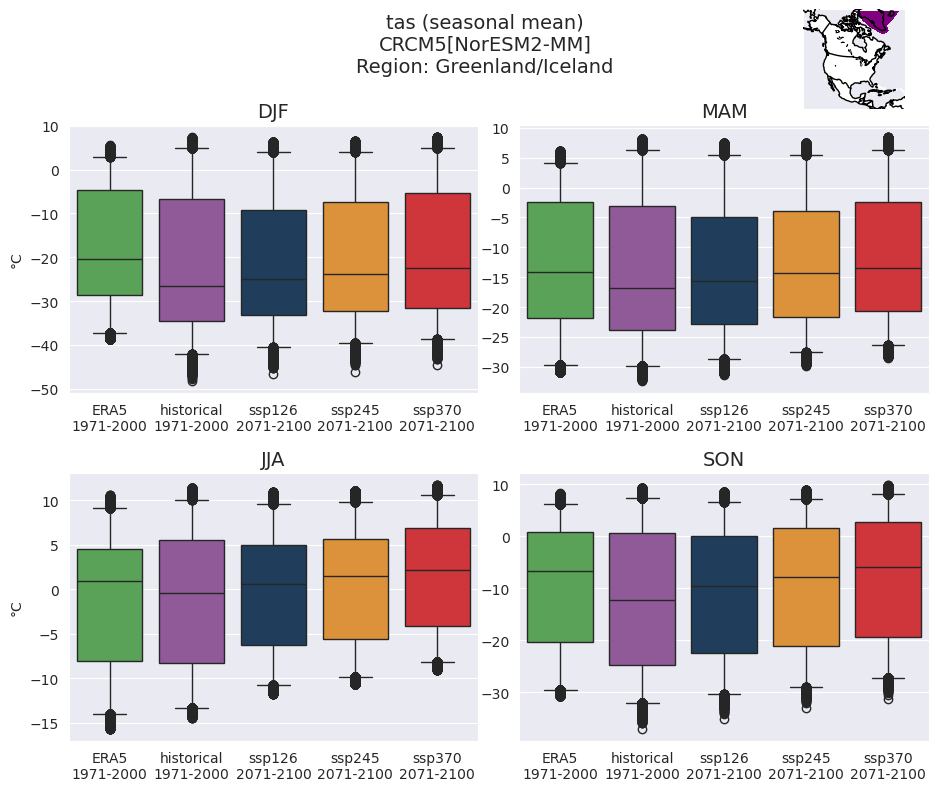 tas (seasonal mean)
CRCM5[NorESM2-MM]
Region: Greenland/Iceland
DJF
MAM
°C
10
0
−10
−20
−30
−40
−50
10
5
0
−5
−10
−15
−20
−25
−30
ERA5 historical ssp126 ssp245 ssp370
1971-2000 1971-2000 2071-2100 2071-2100 2071-2100
ERA5 historical ssp126 ssp245 ssp370
1971-2000 1971-2000 2071-2100 2071-2100 2071-2100
JJA
SON
°C
10
5
0
−5
−10
−15
10
0
−10
−20
−30
ERA5 historical ssp126 ssp245 ssp370
1971-2000 1971-2000 2071-2100 2071-2100 2071-2100
ERA5 historical ssp126 ssp245 ssp370
1971-2000 1971-2000 2071-2100 2071-2100 2071-2100